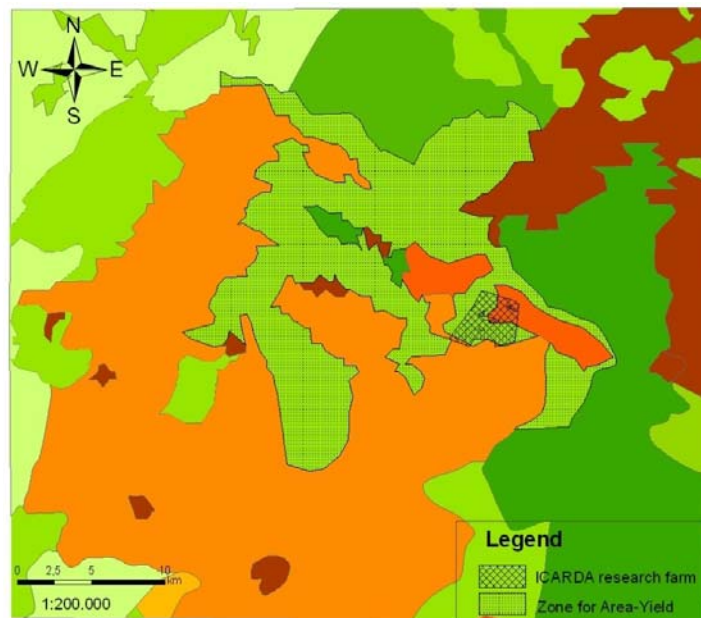 N
W E
S
0 2,5 5 10
km
1:200.000
Legend
ICARDA research farm
Zone for Area-Yield